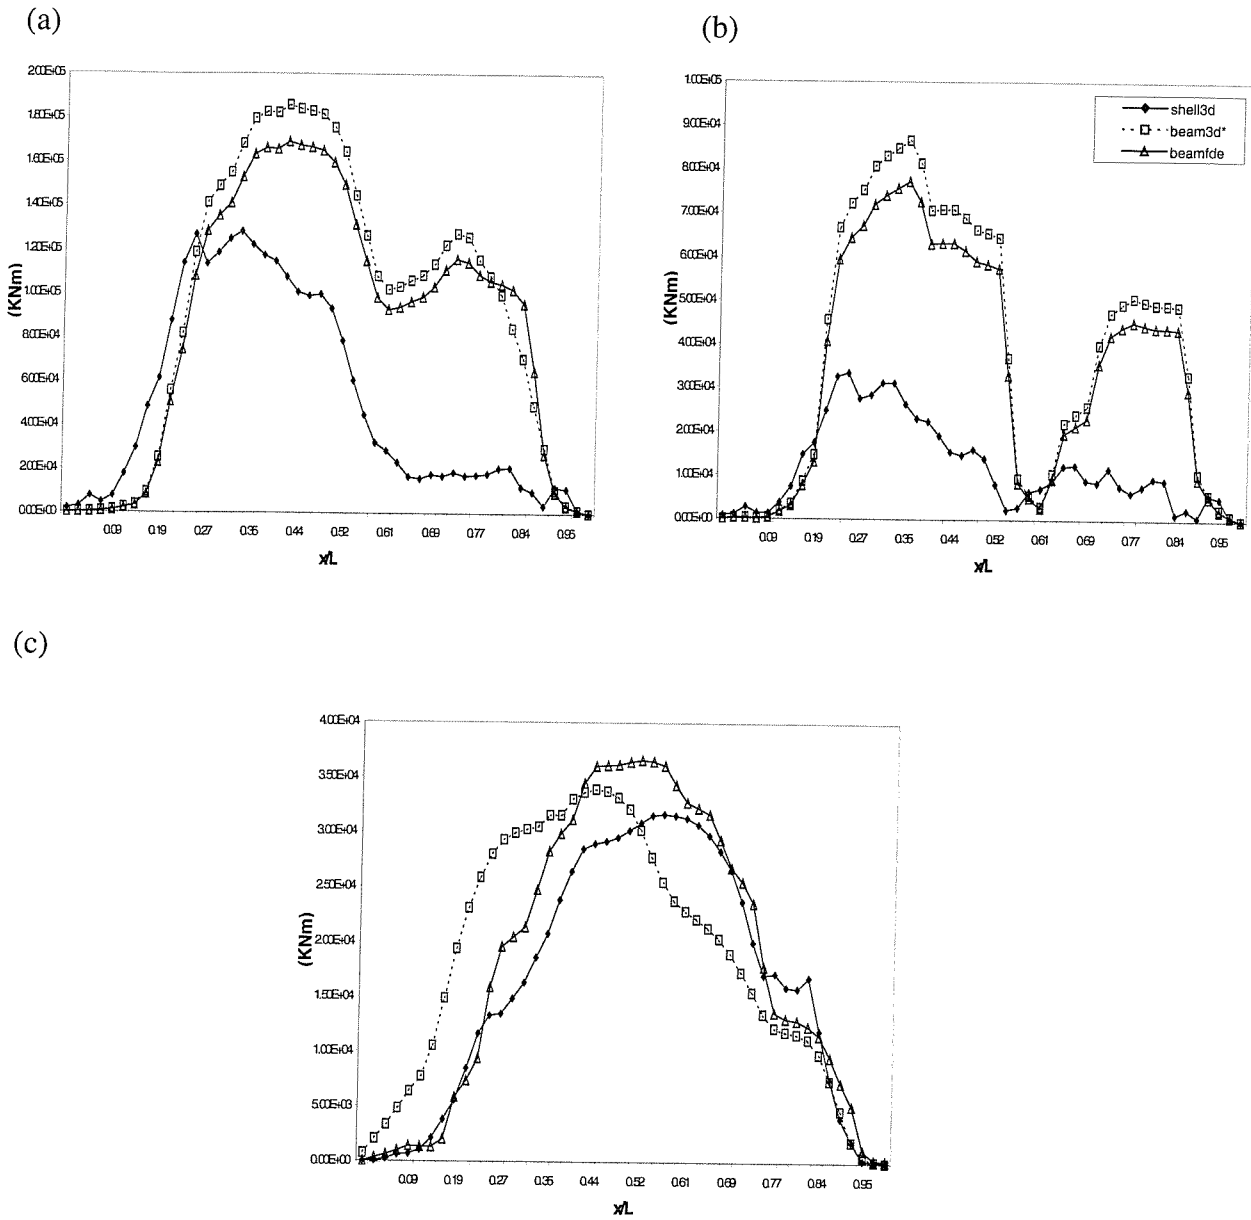 (a)
(b)
2.00E+05
1.80E+05
1.60E+05
1.40E+05
1.20E+05
1.00E+05
8.00E+04
6.00E+04
4.00E+04
2.00E+04
0.00E+00
(KNm)
0.09 0.19 0.27 0.35 0.44 0.52 0.61 0.69 0.77 0.84 0.95
x/L
1.00E+05
9.00E+04
8.00E+04
7.00E+04
6.00E+04
5.00E+04
4.00E+04
3.00E+04
2.00E+04
1.00E+04
0.00E+00
(KNm)
shell3d
beam3d*
beamfde
0.09 0.19 0.27 0.35 0.44 0.52 0.61 0.69 0.77 0.84 0.95
x/L
(c)
4.00E+04
3.50E+04
3.00E+04
2.50E+04
2.00E+04
1.50E+04
1.00E+04
5.00E+03
0.00E+00
(KNm)
0.09 0.19 0.27 0.35 0.44 0.52 0.61 0.69 0.77 0.84 0.95
x/L